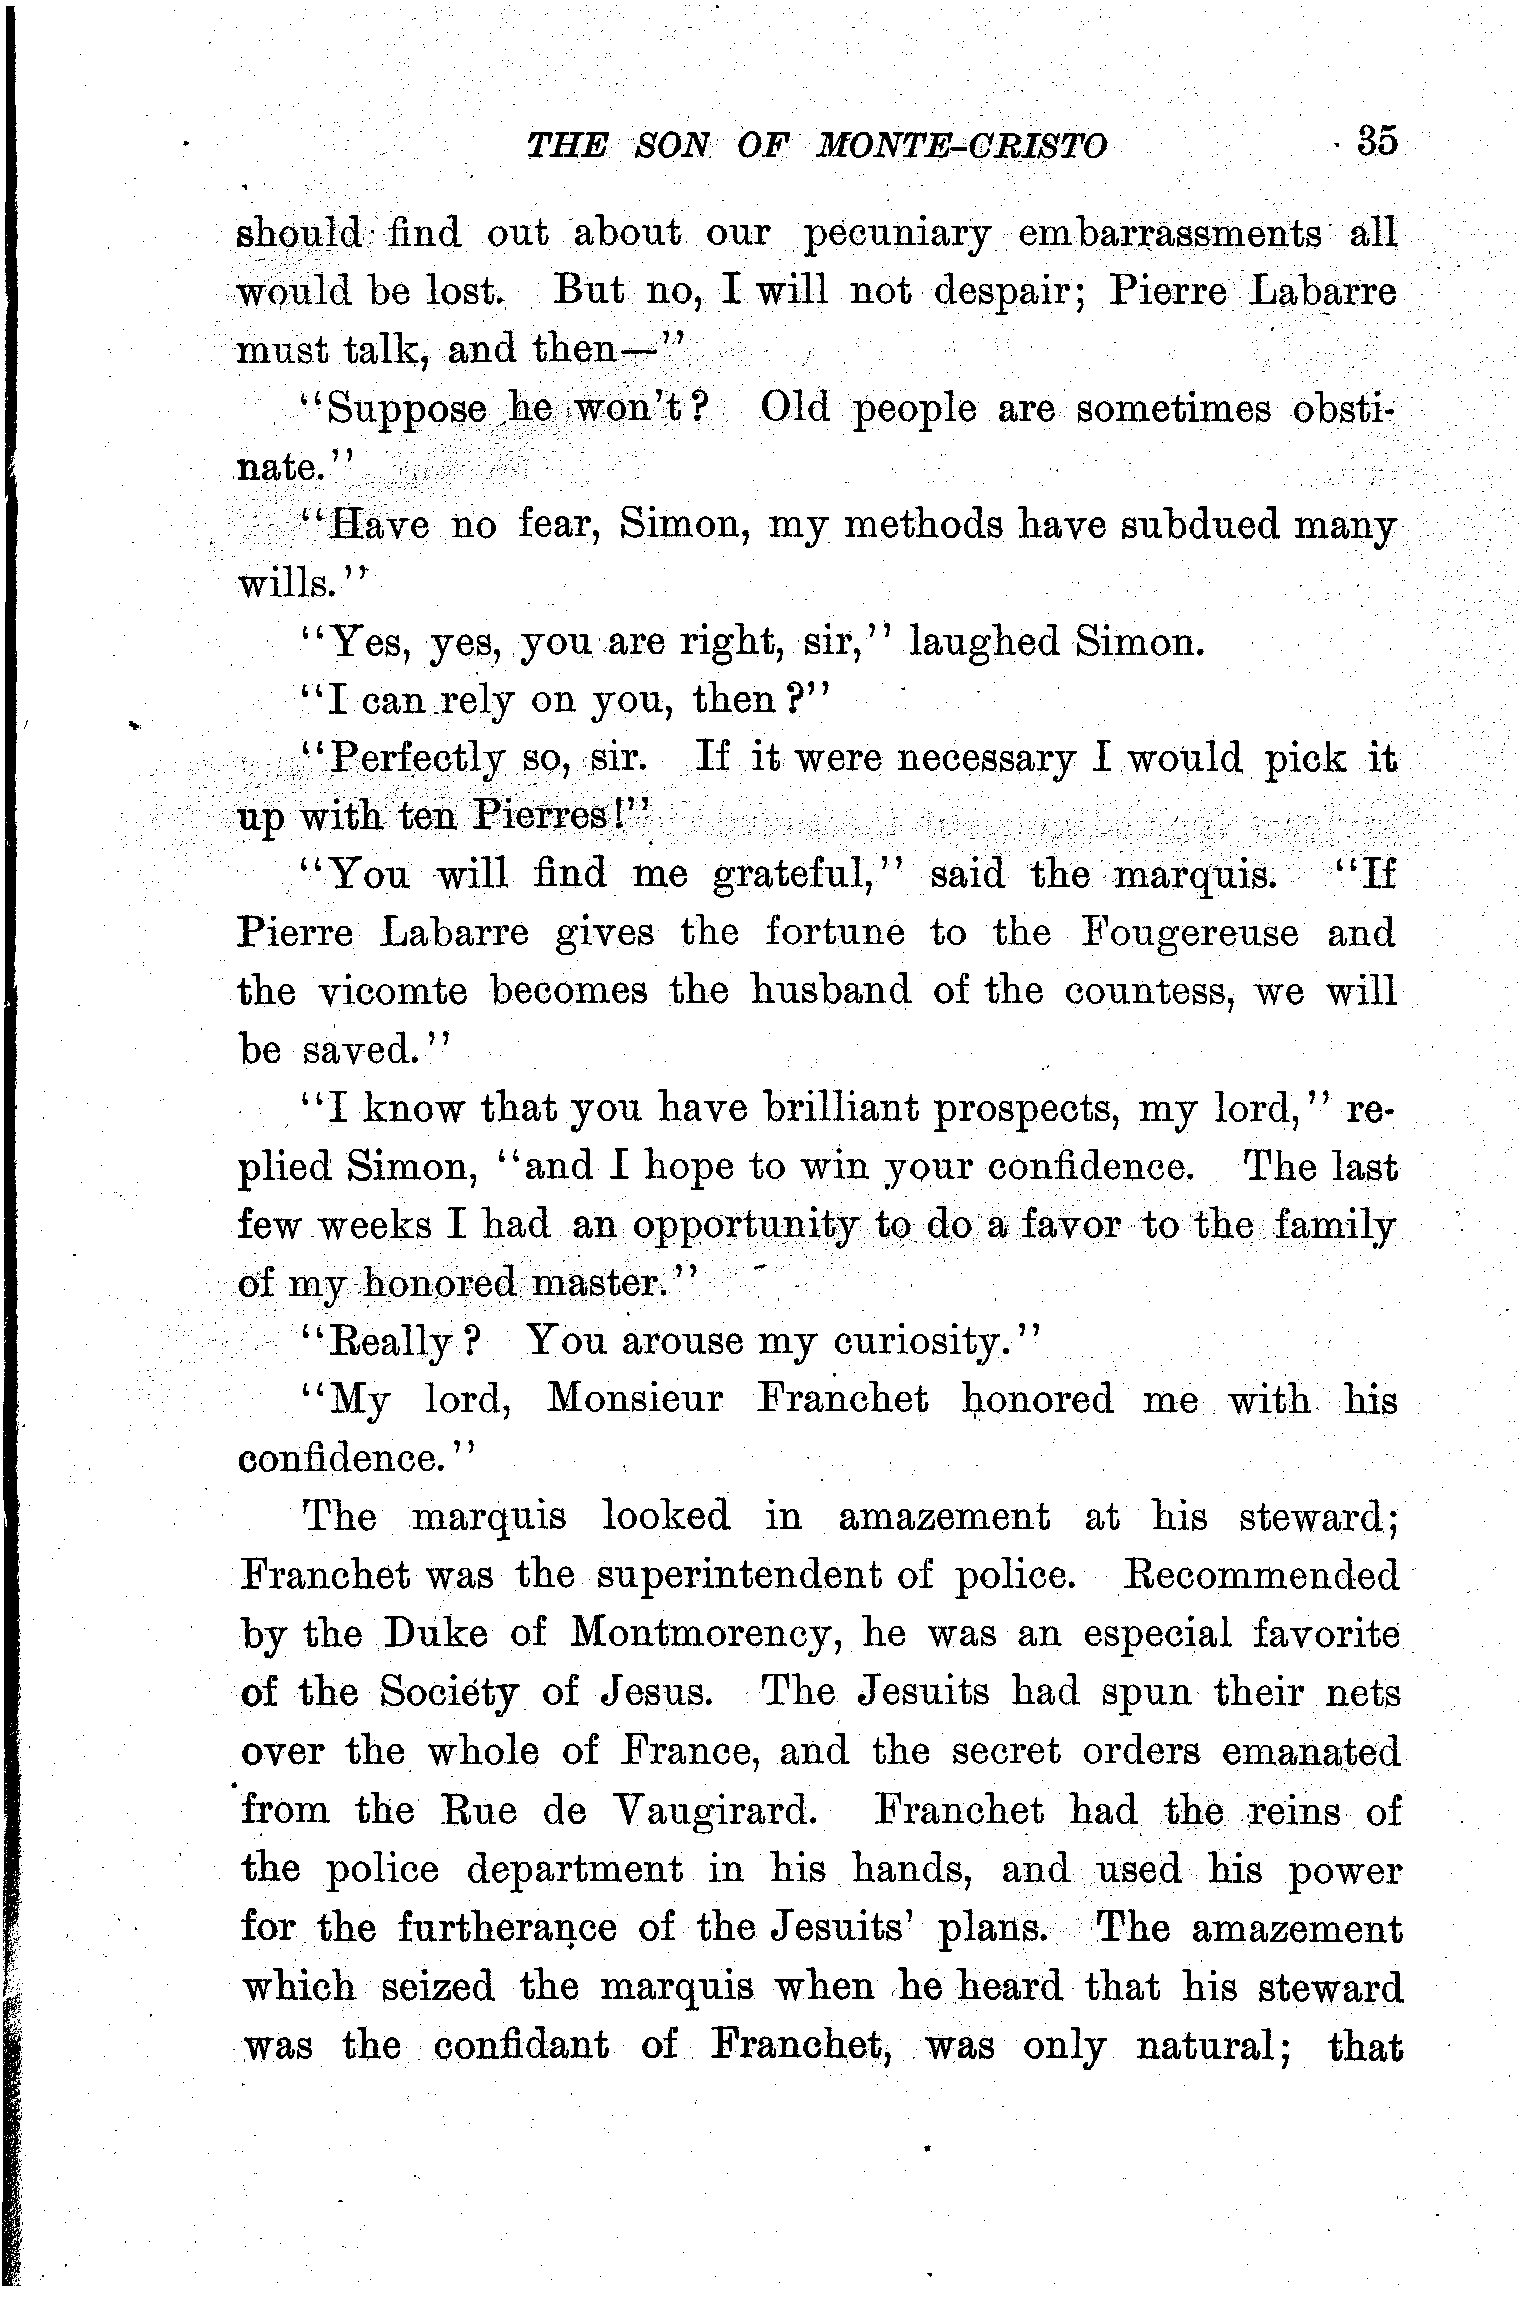 THE SON OF MONTE-CRISTO 35
should find out about our pecuniary embarrassments all
would be lost. But no, I will not despair; Pierre Labarre
must talk, and then—"
"Suppose he won't? Old people are sometimes obsti-
nate."
"Have no fear, Simon, my methods have subdued many
wills."
"Yes, yes, you are right, sir," laughed Simon.
"I can rely on you, then?"
"Perfectly so, sir. If it were necessary I would pick it
up with ten Pierres!"
"You will find me grateful," said the marquis. "If
Pierre Labarre gives the fortune to the Fougereuse and
the vicomte becomes the husband of the countess, we will
be saved."
"I know that you have brilliant prospects, my lord," re-
plied Simon, "and I hope to win your confidence. The last
few weeks I had an opportunity to do a favor to the family
of my honored master."
"Really? You arouse my curiosity."
"My lord, Monsieur Franchet honored me with his
confidence."
The marquis looked in amazement at his steward;
Franchet was the superintendent of police. Recommended
by the Duke of Montmorency, he was an especial favorite
of the Society of Jesus. The Jesuits had spun their nets
over the whole of France, and the secret orders emanated
from the Rue de Vaugirard. Franchet had the reins of
the police department in his hands, and used his power
for the furtherance of the Jesuits' plans. The amazement
which seized the marquis when he heard that his steward
was the confidant of Franchet, was only natural; that